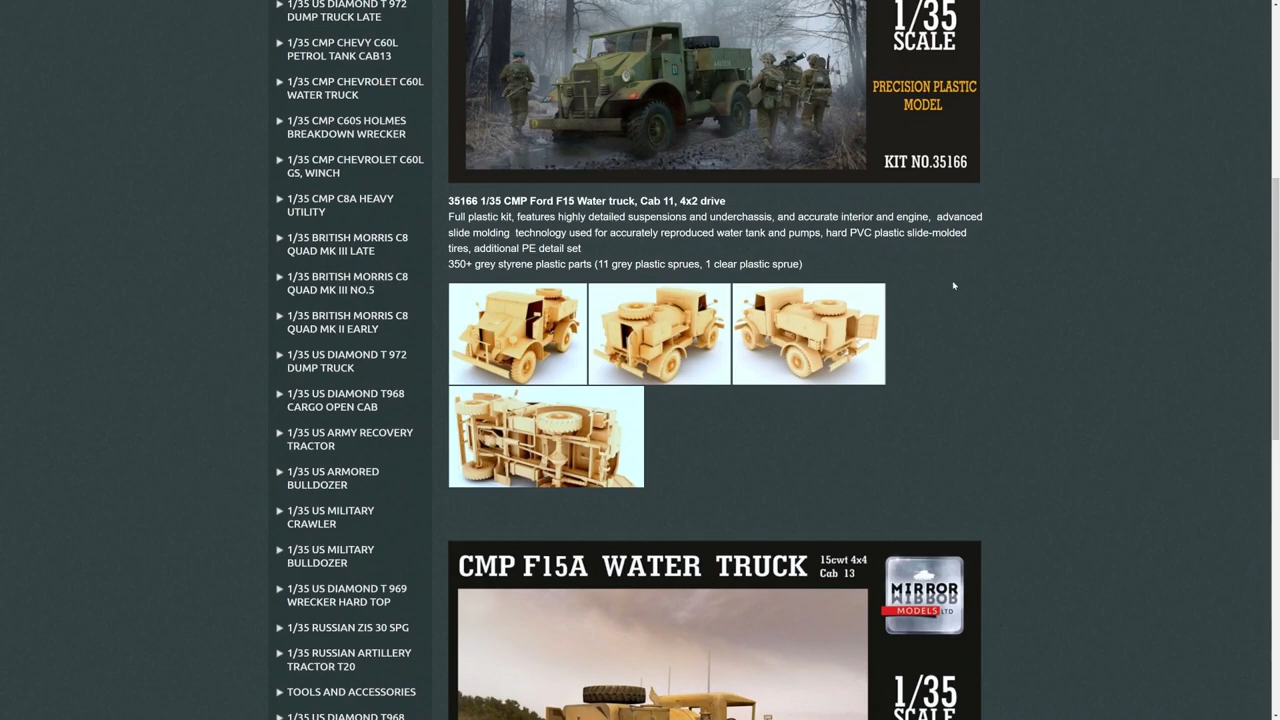 1/35 US DIAMOND T 972
DUMP TRUCK LATE
1/35 CMP CHEVY C60L
PETROL TANK CAB13
1/35 CMP CHEVROLET C60L
WATER TRUCK
1/35 CMP C60S HOLMES
BREAKDOWN WRECKER
1/35 CMP CHEVROLET C60L
GS, WINCH
1/35 CMP C8A HEAVY
UTILITY
1/35 BRITISH MORRIS C8
QUAD MK III LATE
1/35 BRITISH MORRIS C8
QUAD MK III NO.5
1/35 BRITISH MORRIS C8
QUAD MK II EARLY
1/35 US DIAMOND T 972
DUMP TRUCK
1/35 US DIAMOND T968
CARGO OPEN CAB
1/35 US ARMY RECOVERY
TRACTOR
1/35 US ARMORED
BULLDOZER
1/35 US MILITARY
CRAWLER
1/35 US MILITARY
BULLDOZER
1/35 US DIAMOND T 969
WRECKER HARD TOP
1/35 RUSSIAN ZIS 30 SPG
1/35 RUSSIAN ARTILLERY
TRACTOR T20
TOOLS AND ACCESSORIES
1/35 US DIAMOND T968
1/35
SCALE
PRECISION PLASTIC
MODEL
KIT NO.35166
35166 1/35 CMP Ford F15 Water truck, Cab 11, 4x2 drive
Full plastic kit, features highly detailed suspensions and underchassis, and accurate interior and engine, advanced
slide molding technology used for accurately reproduced water tank and pumps, hard PVC plastic slide-molded
tires, additional PE detail set
350+ grey styrene plastic parts (11 grey plastic sprues, 1 clear plastic sprue)
CMP F15A WATER TRUCK
15cwt 4x4
Cab 13
MIRROR
MODELS LTD
1/35
SCALE